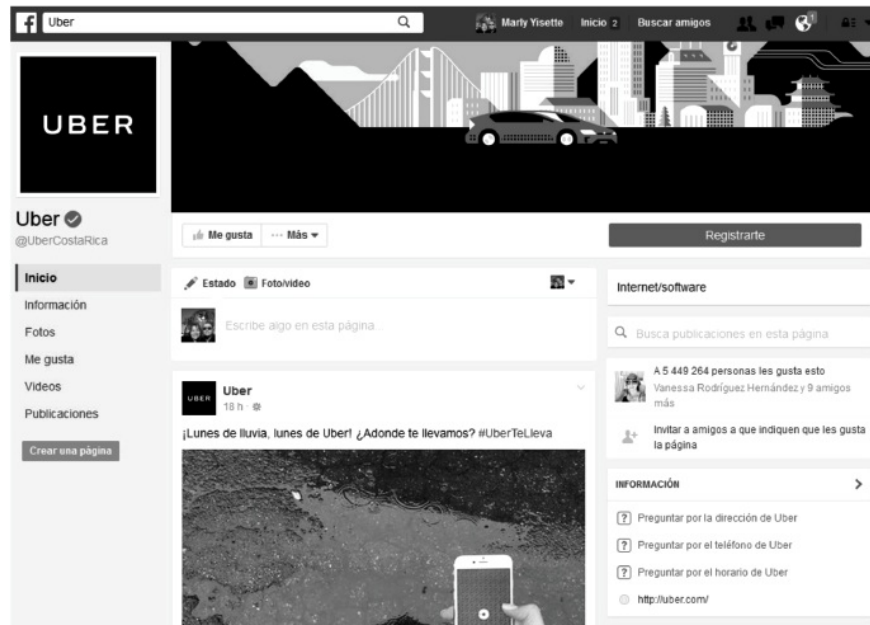 Uber
Marly Yisette Inicio 2 Buscar amigos 1
UBER
Uber
@UberCostaRica
Me gusta Más Registrarte
Inicio
Información
Fotos
Me gusta
Videos
Publicaciones
Crear una página
Estado Foto/video
Escribe algo en esta página...
UBER
Uber
18 h
¡Lunes de lluvia, lunes de Uber! ¿Adonde te llevamos? #UberTeLleva
Internet/software
Busca publicaciones en esta página
A 5 449 264 personas les gusta esto
Vanessa Rodríguez Hernández y 9 amigos
más
Invitar a amigos a que indiquen que les gusta
la página
INFORMACIÓN
Preguntar por la dirección de Uber
Preguntar por el teléfono de Uber
Preguntar por el horario de Uber
http://uber.com/